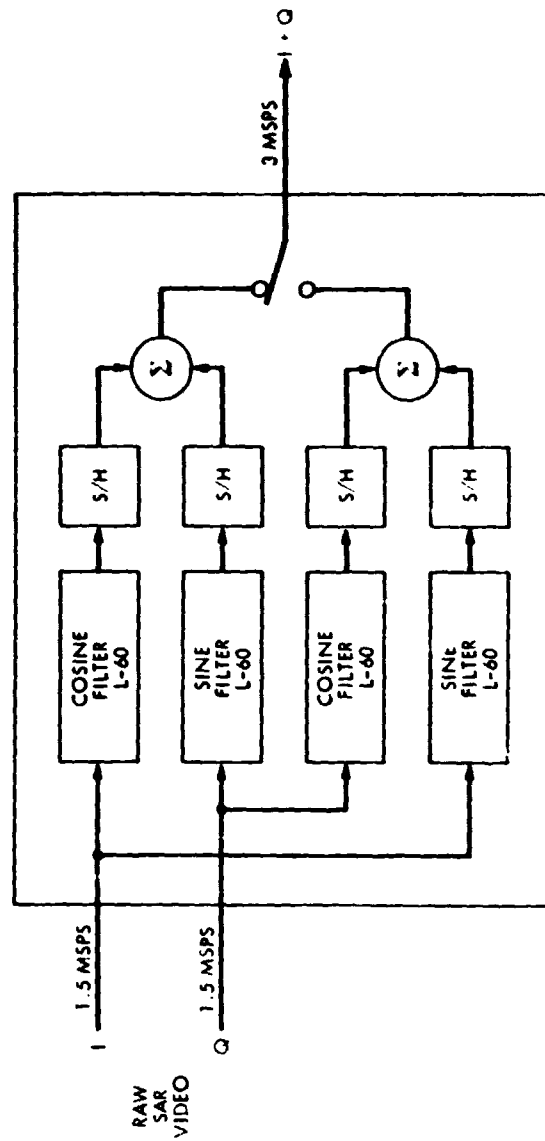 RAW
SAR
VIDEO
I
1.5 MSPS
Q
1.5 MSPS
COSINE
FILTER
L-60
S/H
SINE
FILTER
L-60
S/H
Σ
COSINE
FILTER
L-60
S/H
SINE
FILTER
L-60
S/H
Σ
3 MSPS
I + Q